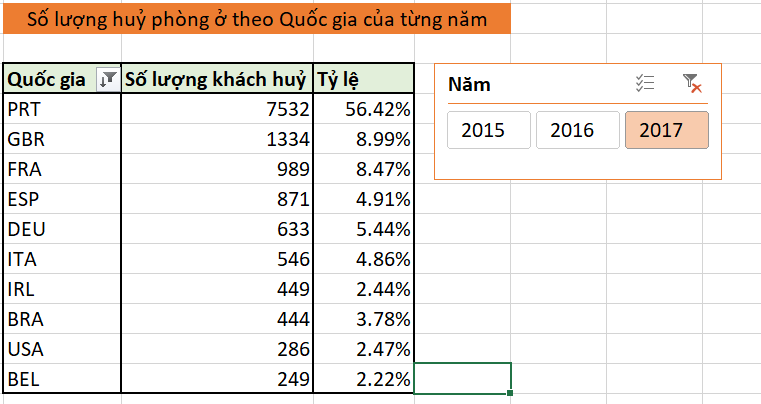 Số lượng huỷ phòng ở theo Quốc gia của từng năm
Quốc gia Số lượng khách huỷ Tỷ lệ
PRT 7532 56.42%
GBR 1334 8.99%
FRA 989 8.47%
ESP 871 4.91%
DEU 633 5.44%
ITA 546 4.86%
IRL 449 2.44%
BRA 444 3.78%
USA 286 2.47%
BEL 249 2.22%
Năm
2015 2016 2017